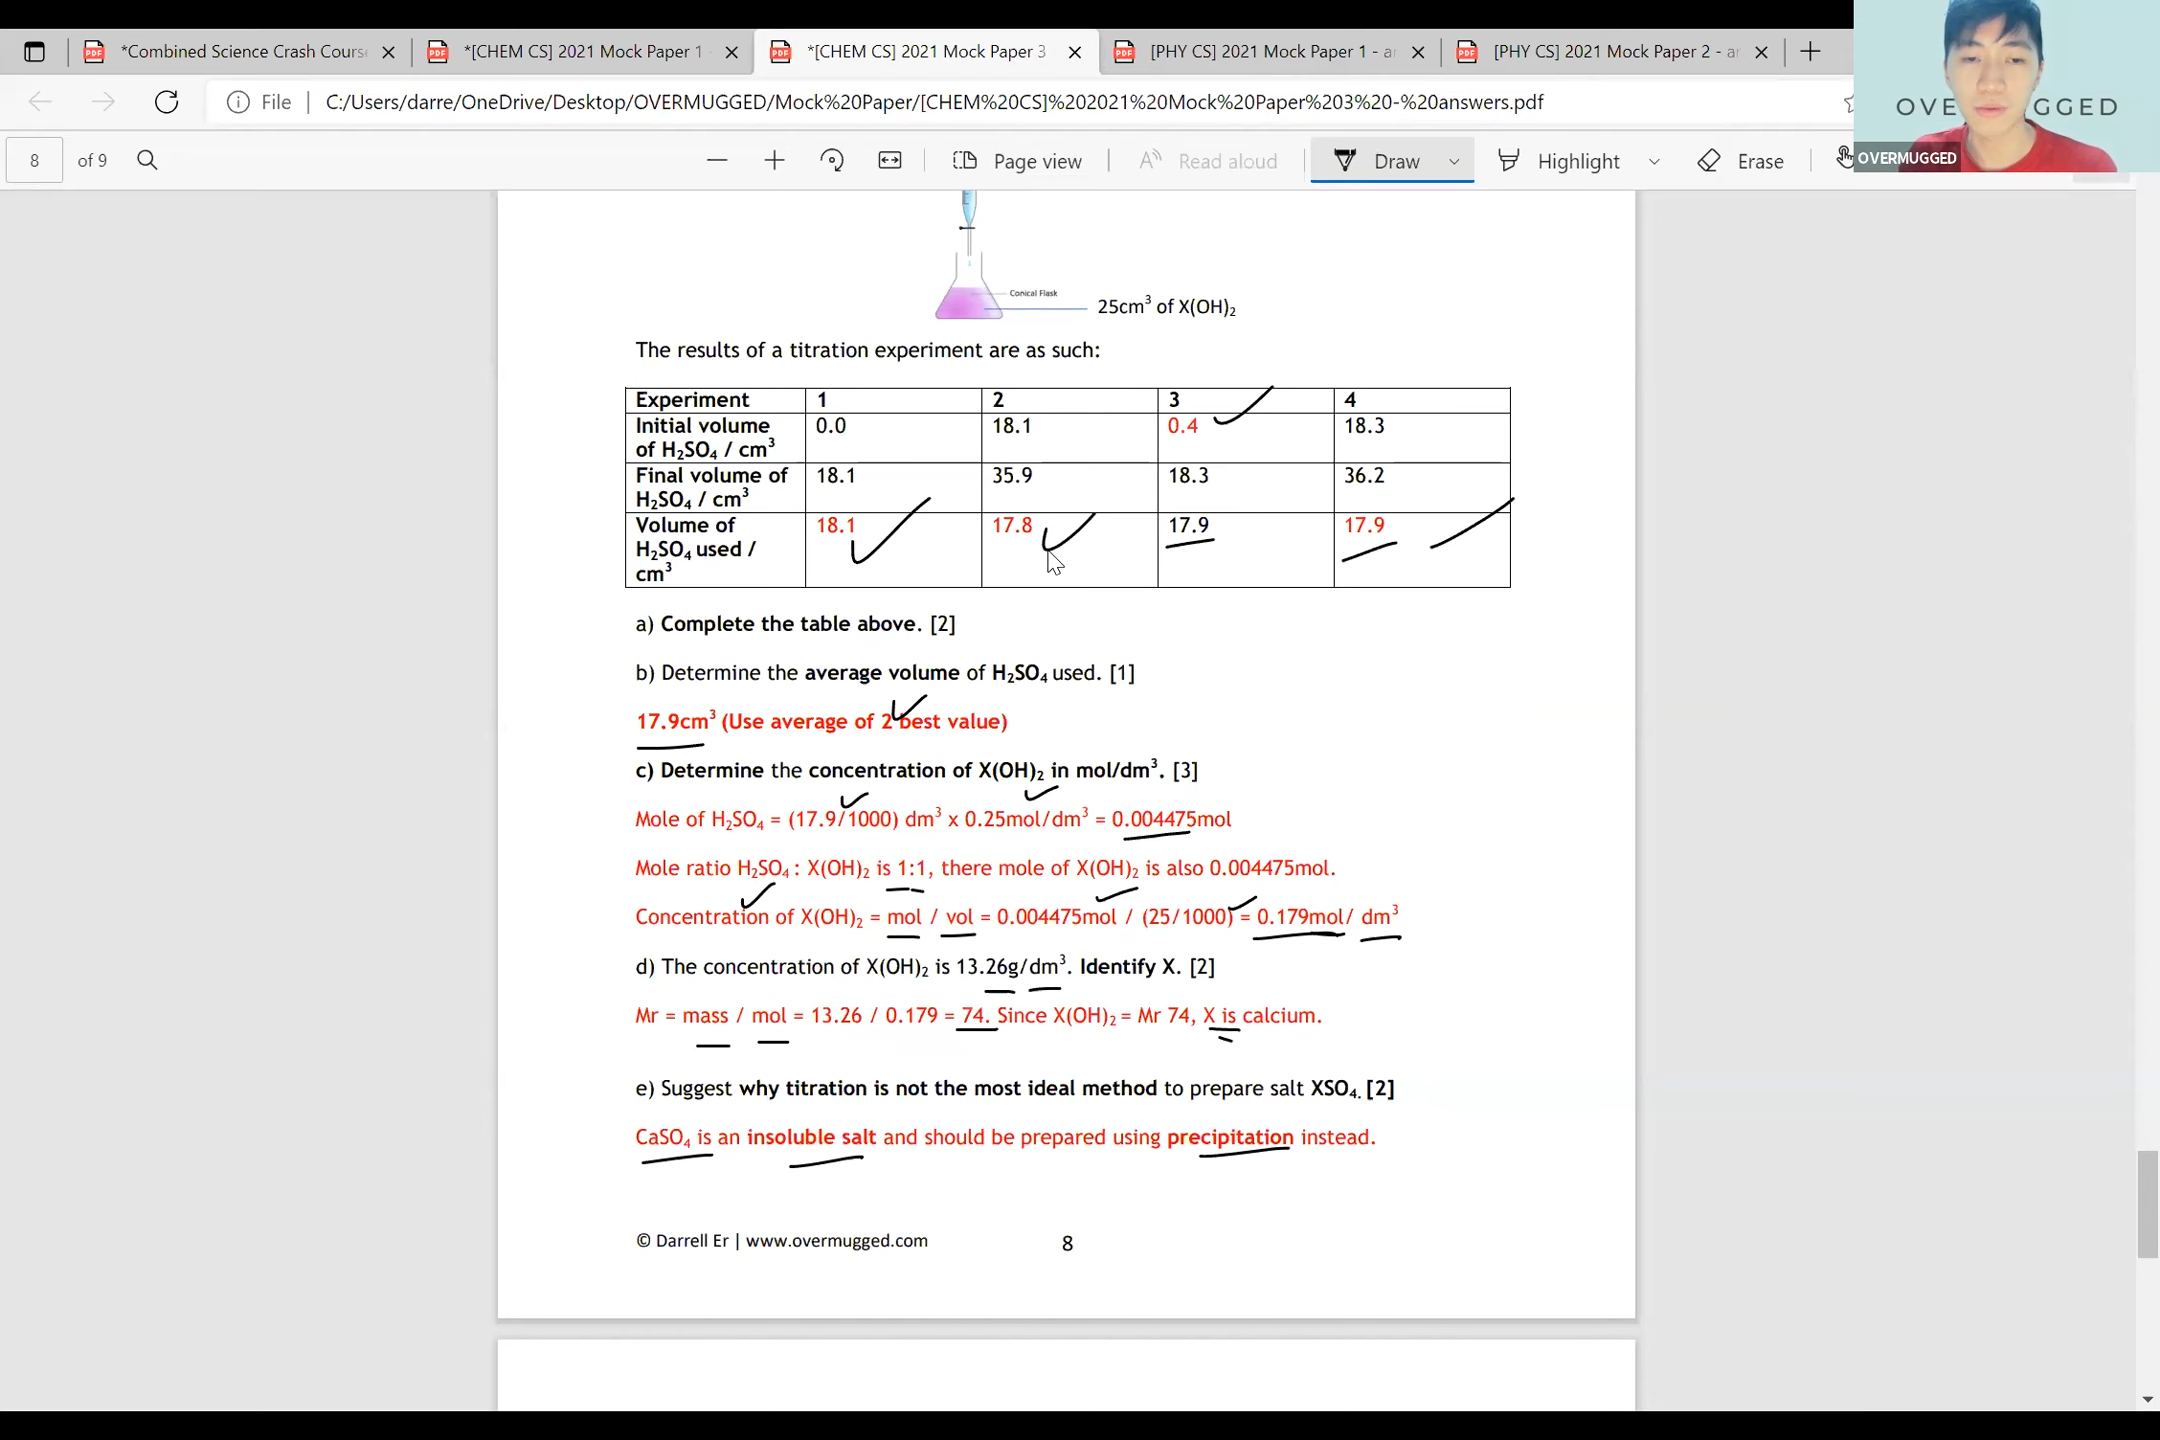 *Combined Science Crash Cours
*[CHEM CS] 2021 Mock Paper 1
*[CHEM CS] 2021 Mock Paper 3
[PHY CS] 2021 Mock Paper 1 - a
[PHY CS] 2021 Mock Paper 2 - a
File
C:/Users/darre/OneDrive/Desktop/OVERMUGGED/Mock%20Paper/[CHEM%20CS]%202021%20Mock%20Paper%203%20-%20answers.pdf
OVE GGED
OVERMUGGED
8 of 9
Page view
Read aloud
Draw
Highlight
Erase
Conical Flask
25cm³ of X(OH)₂
The results of a titration experiment are as such:
Experiment 1 2 3 4
Initial volume of H₂SO₄ / cm³ 0.0 18.1 0.4 18.3
Final volume of H₂SO₄ / cm³ 18.1 35.9 18.3 36.2
Volume of H₂SO₄ used / cm³ 18.1 17.8 17.9 17.9
a) Complete the table above. [2]
b) Determine the average volume of H₂SO₄ used. [1]
17.9cm³ (Use average of 2 best value)
c) Determine the concentration of X(OH)₂ in mol/dm³. [3]
Mole of H₂SO₄ = (17.9/1000) dm³ x 0.25mol/dm³ = 0.004475mol
Mole ratio H₂SO₄ : X(OH)₂ is 1:1, there mole of X(OH)₂ is also 0.004475mol.
Concentration of X(OH)₂ = mol / vol = 0.004475mol / (25/1000) = 0.179mol/ dm³
d) The concentration of X(OH)₂ is 13.26g/dm³. Identify X. [2]
Mr = mass / mol = 13.26 / 0.179 = 74. Since X(OH)₂ = Mr 74, X is calcium.
e) Suggest why titration is not the most ideal method to prepare salt XSO₄. [2]
CaSO₄ is an insoluble salt and should be prepared using precipitation instead.
© Darrell Er | www.overmugged.com
8